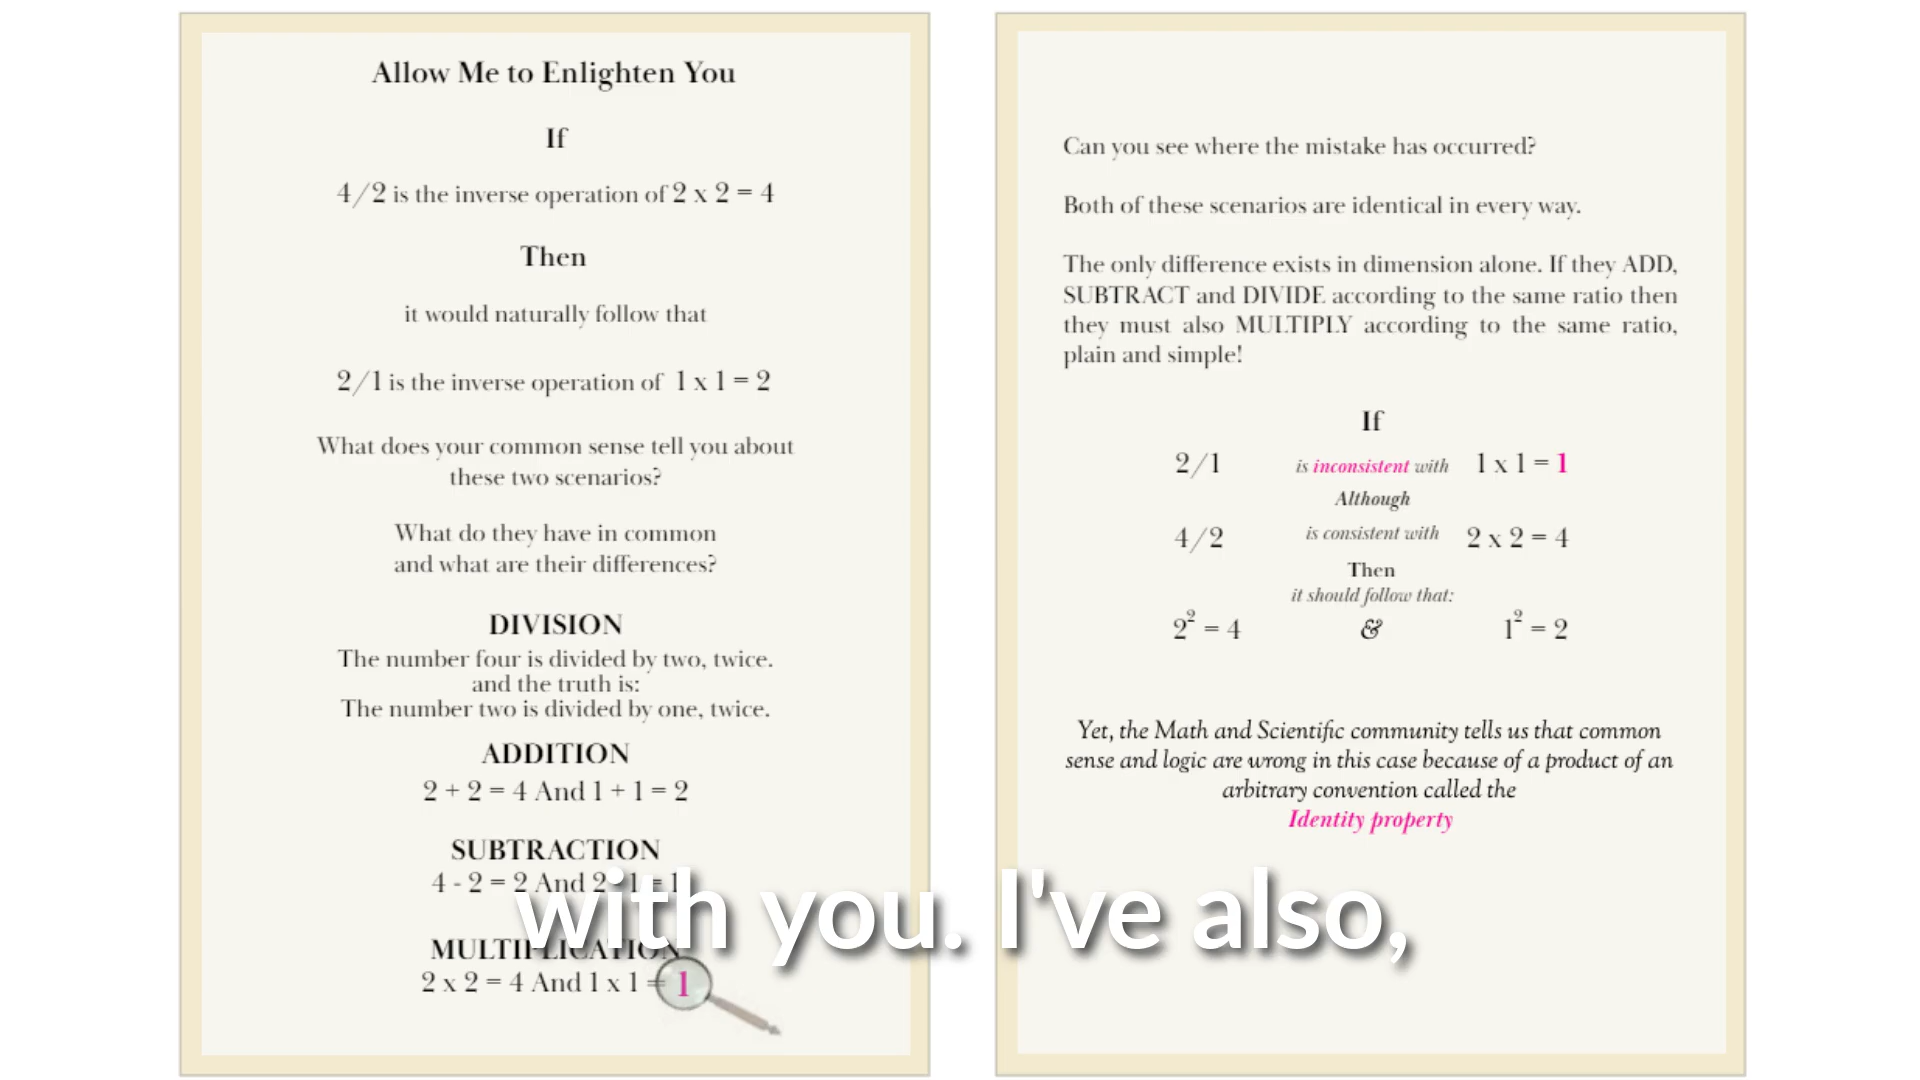 Allow Me to Enlighten You
If
4/2 is the inverse operation of 2 x 2 = 4
Then
it would naturally follow that
2/1 is the inverse operation of 1 x 1 = 2
What does your common sense tell you about
these two scenarios?
What do they have in common
and what are their differences?
DIVISION
The number four is divided by two, twice.
and the truth is:
The number two is divided by one, twice.
ADDITION
2 + 2 = 4 And 1 + 1 = 2
SUBTRACTION
4 - 2 = 2 And 2 - 1 = 1
MULTIPLICATION
2 x 2 = 4 And 1 x 1 = 1
Can you see where the mistake has occurred?
Both of these scenarios are identical in every way.
The only difference exists in dimension alone. If they ADD,
SUBTRACT and DIVIDE according to the same ratio then
they must also MULTIPLY according to the same ratio,
plain and simple!
If
2/1 is inconsistent with 1 x 1 = 1
Although
4/2 is consistent with 2 x 2 = 4
Then
it should follow that:
2² = 4 & 1² = 2
Yet, the Math and Scientific community tells us that common
sense and logic are wrong in this case because of a product of an
arbitrary convention called the
Identity property
with you. I've also,